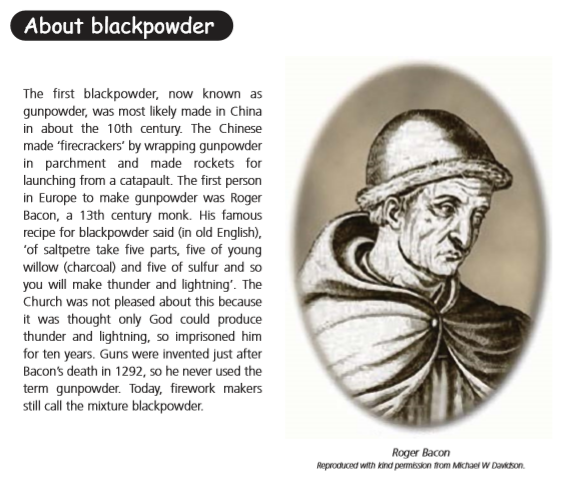 About blackpowder
The first blackpowder, now known as
gunpowder, was most likely made in China
in about the 10th century. The Chinese
made ‘firecrackers’ by wrapping gunpowder
in parchment and made rockets for
launching from a catapault. The first person
in Europe to make gunpowder was Roger
Bacon, a 13th century monk. His famous
recipe for blackpowder said (in old English),
‘of saltpetre take five parts, five of young
willow (charcoal) and five of sulfur and so
you will make thunder and lightning’. The
Church was not pleased about this because
it was thought only God could produce
thunder and lightning, so imprisoned him
for ten years. Guns were invented just after
Bacon’s death in 1292, so he never used the
term gunpowder. Today, firework makers
still call the mixture blackpowder.
Roger Bacon
Reproduced with kind permission from Michael W Davidson.